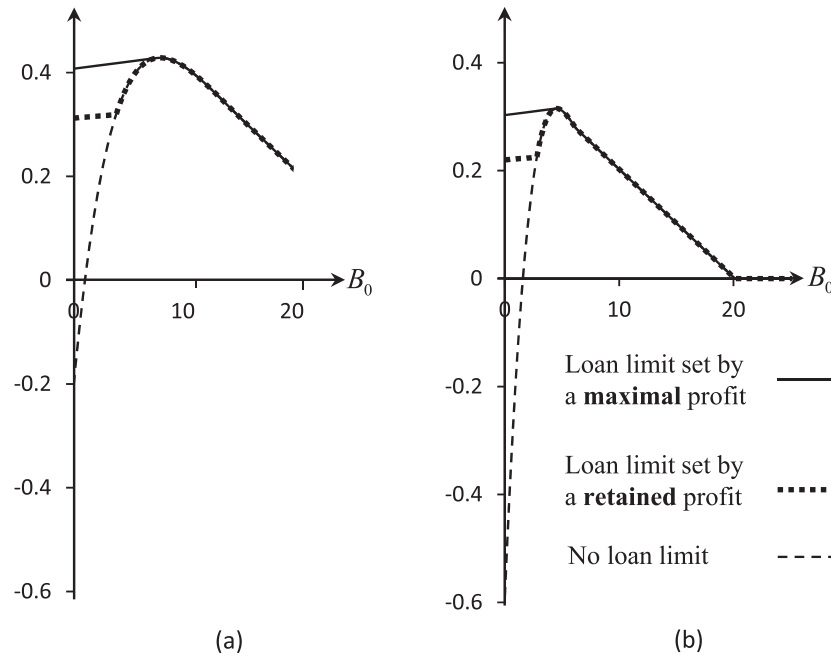 0.4
0.2
0
-0.2
-0.4
-0.6
0
10
20
B0
(a)
0.4
0.2
0
-0.2
-0.4
-0.6
0
10
20
B0
Loan limit set by
a maximal profit
Loan limit set by
a retained profit
No loan limit
(b)